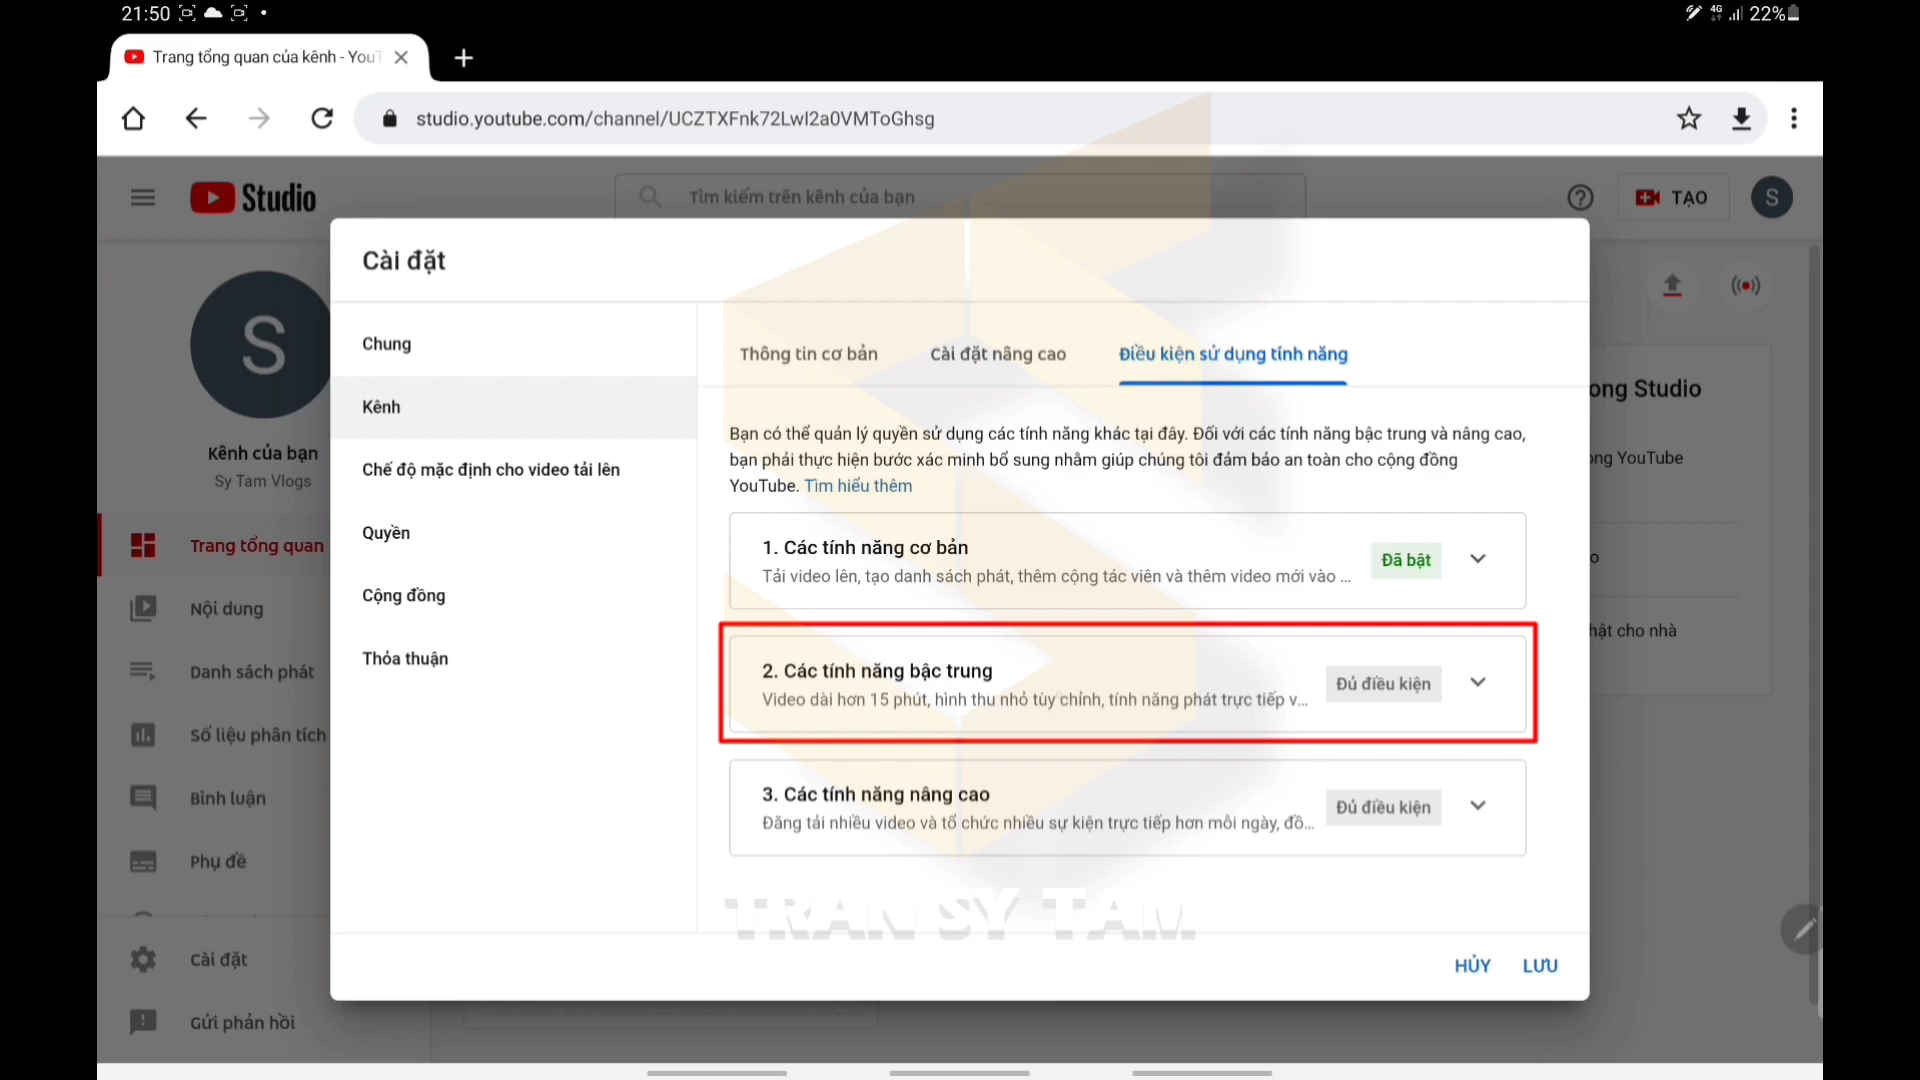 21:50
4G 22%
Trang tổng quan của kênh - YouT
studio.youtube.com/channel/UCZTXFnk72LwI2a0VMToGhsg
Studio
Tìm kiếm trên kênh của bạn
TẠO
S
Cài đặt
S
Kênh của bạn
Sy Tam Vlogs
Trang tổng quan
Nội dung
Danh sách phát
Số liệu phân tích
Bình luận
Phụ đề
Cài đặt
Gửi phản hồi
Chung
Kênh
Chế độ mặc định cho video tải lên
Quyền
Cộng đồng
Thỏa thuận
Thông tin cơ bản
Cài đặt nâng cao
Điều kiện sử dụng tính năng
Bạn có thể quản lý quyền sử dụng các tính năng khác tại đây. Đối với các tính năng bậc trung và nâng cao,
bạn phải thực hiện bước xác minh bổ sung nhằm giúp chúng tôi đảm bảo an toàn cho cộng đồng
YouTube. Tìm hiểu thêm
1. Các tính năng cơ bản
Tải video lên, tạo danh sách phát, thêm cộng tác viên và thêm video mới vào ...
Đã bật
2. Các tính năng bậc trung
Video dài hơn 15 phút, hình thu nhỏ tùy chỉnh, tính năng phát trực tiếp v...
Đủ điều kiện
3. Các tính năng nâng cao
Đăng tải nhiều video và tổ chức nhiều sự kiện trực tiếp hơn mỗi ngày, đồ...
Đủ điều kiện
TRAN SY TAM
HỦY
LƯU
ong Studio
ong YouTube
o
hật cho nhà